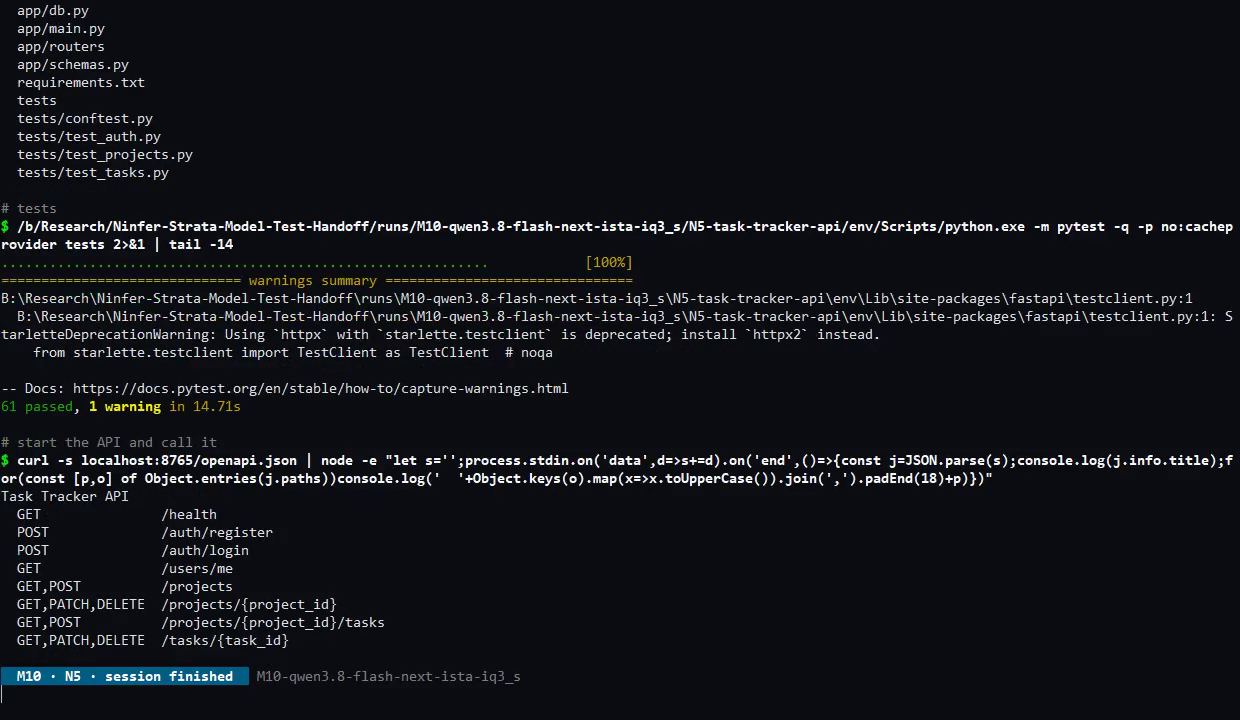 app/db.py
app/main.py
app/routers
app/schemas.py
requirements.txt
tests
tests/conftest.py
tests/test_auth.py
tests/test_projects.py
tests/test_tasks.py
# tests
$ /b/Research/Ninfer-Strata-Model-Test-Handoff/runs/M10-qwen3.8-flash-next-ista-iq3_s/N5-task-tracker-api/env/Scripts/python.exe -m pytest -q -p no:cachep
rovider tests 2>&1 | tail -14
............................................................. [100%]
============================= warnings summary ==============================
B:\Research\Ninfer-Strata-Model-Test-Handoff\runs\M10-qwen3.8-flash-next-ista-iq3_s\N5-task-tracker-api\env\Lib\site-packages\fastapi\testclient.py:1
B:\Research\Ninfer-Strata-Model-Test-Handoff\runs\M10-qwen3.8-flash-next-ista-iq3_s\N5-task-tracker-api\env\Lib\site-packages\fastapi\testclient.py:1: S
tarletteDeprecationWarning: Using `httpx` with `starlette.testclient` is deprecated; install `httpx2` instead.
from starlette.testclient import TestClient as TestClient  # noqa
-- Docs: https://docs.pytest.org/en/stable/how-to/capture-warnings.html
61 passed, 1 warning in 14.71s
# start the API and call it
$ curl -s localhost:8765/openapi.json | node -e "let s='';process.stdin.on('data',d=>s+=d).on('end',()=>{const j=JSON.parse(s);console.log(j.info.title);f
or(const [p,o] of Object.entries(j.paths))console.log('  '+Object.keys(o).map(x=>x.toUpperCase()).join(',').padEnd(18)+p)})"
Task Tracker API
GET /health
POST /auth/register
POST /auth/login
GET /users/me
GET,POST /projects
GET,PATCH,DELETE /projects/{project_id}
GET,POST /projects/{project_id}/tasks
GET,PATCH,DELETE /tasks/{task_id}
M10 · N5 · session finished M10-qwen3.8-flash-next-ista-iq3_s